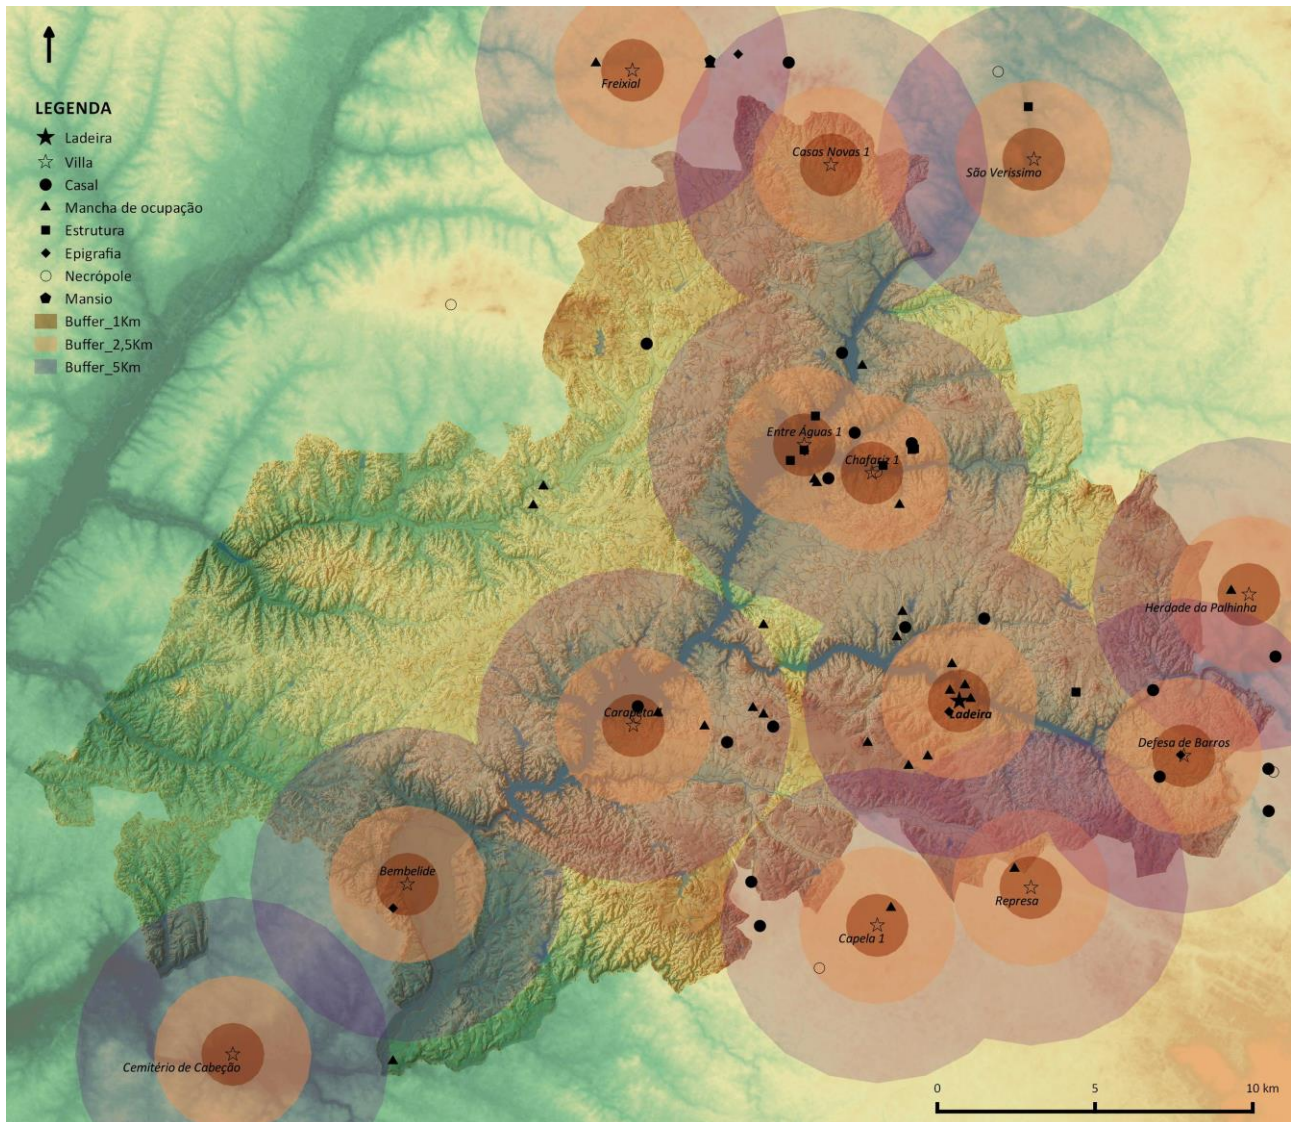 LEGENDA
Ladeira
Villa
Casal
Mancha de ocupação
Estrutura
Epigrafia
Necrópole
Mansio
Buffer_1Km
Buffer_2,5Km
Buffer_5Km
Freixial
Casas Novas 1
São Veríssimo
Entre Águas 1
Chafariz 1
Herdade da Palhinha
Ladeira
Defesa de Barros
Bembelide
Represa
Capela 1
Cemitério de Cabeção
0 5 10 km